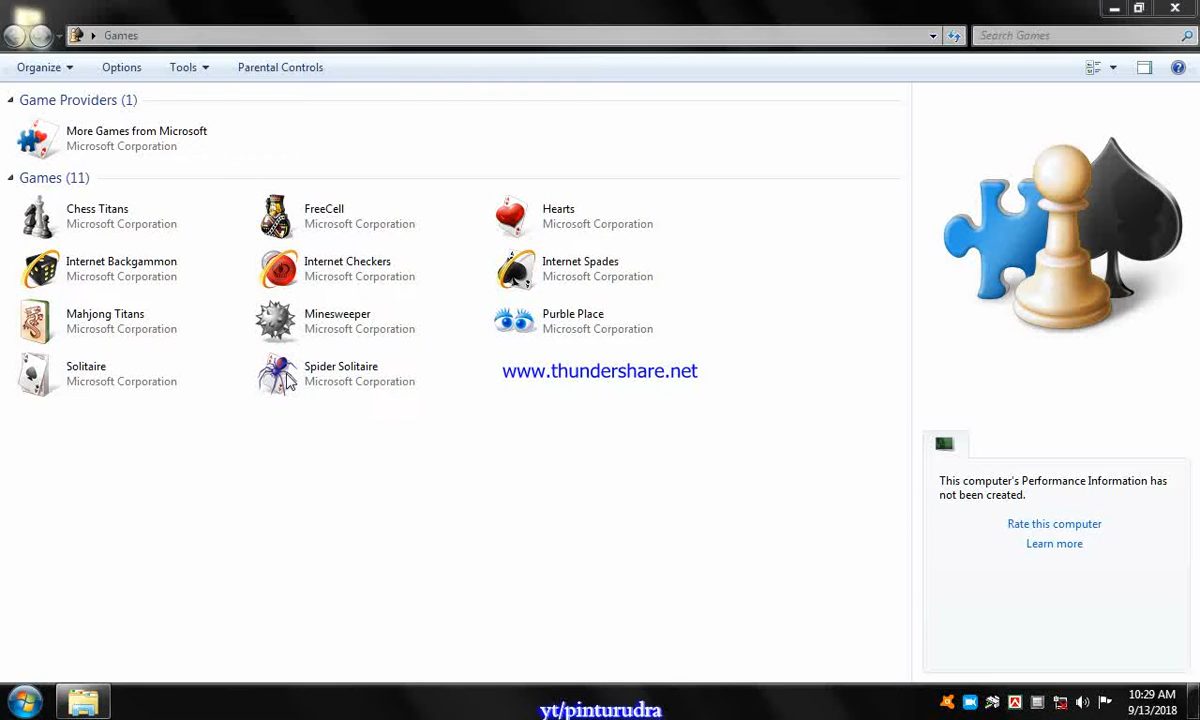 Games
Search Games
Organize Options Tools Parental Controls
Game Providers (1)
More Games from Microsoft
Microsoft Corporation
Games (11)
Chess Titans
Microsoft Corporation
FreeCell
Microsoft Corporation
Hearts
Microsoft Corporation
Internet Backgammon
Microsoft Corporation
Internet Checkers
Microsoft Corporation
Internet Spades
Microsoft Corporation
Mahjong Titans
Microsoft Corporation
Minesweeper
Microsoft Corporation
Purble Place
Microsoft Corporation
Solitaire
Microsoft Corporation
Spider Solitaire
Microsoft Corporation
www.thundershare.net
This computer's Performance Information has
not been created.
Rate this computer
Learn more
yt/pinturudra
10:29 AM
9/13/2018